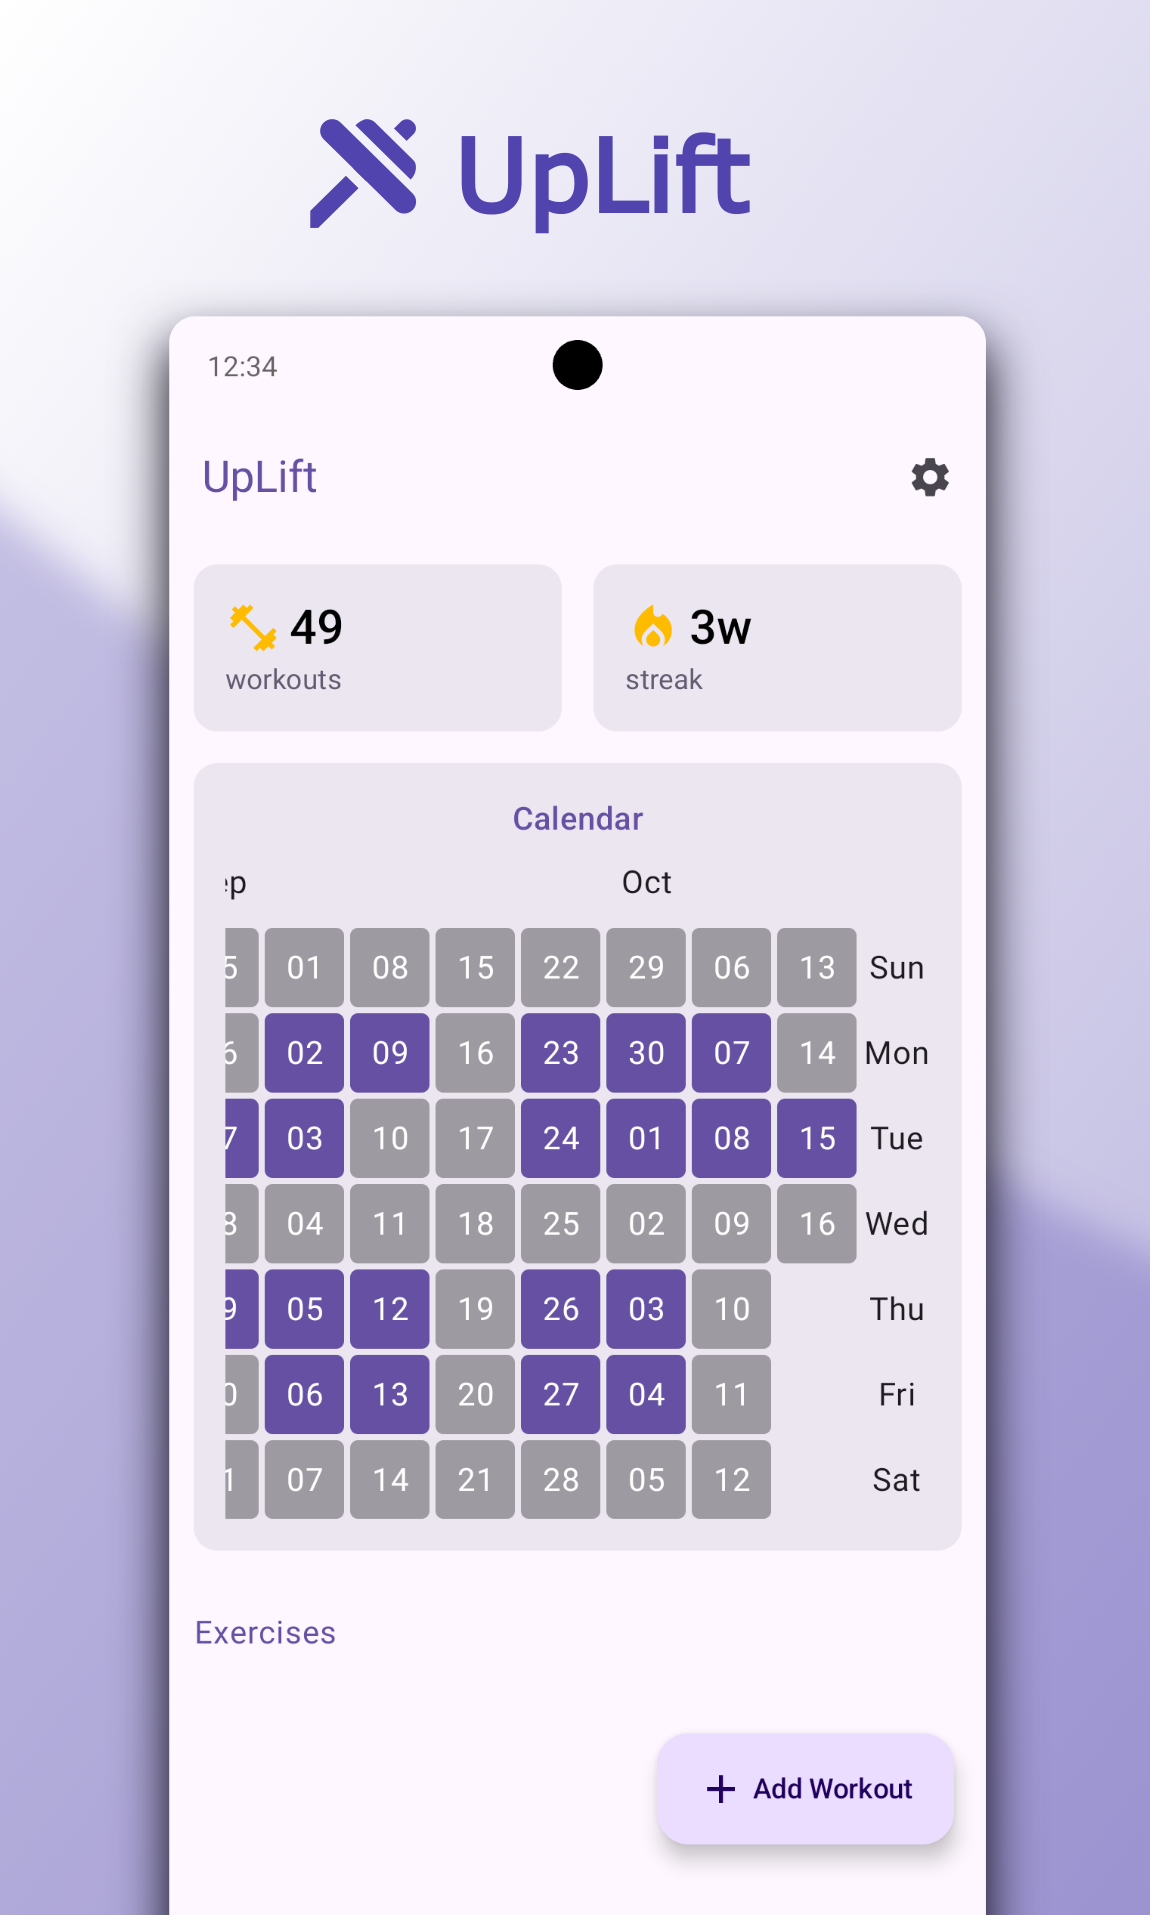 UpLift
12:34
UpLift
49
workouts
3w
streak
Calendar
ep Oct
5 01 08 15 22 29 06 13 Sun
6 02 09 16 23 30 07 14 Mon
7 03 10 17 24 01 08 15 Tue
8 04 11 18 25 02 09 16 Wed
9 05 12 19 26 03 10 Thu
0 06 13 20 27 04 11 Fri
1 07 14 21 28 05 12 Sat
Exercises
Add Workout